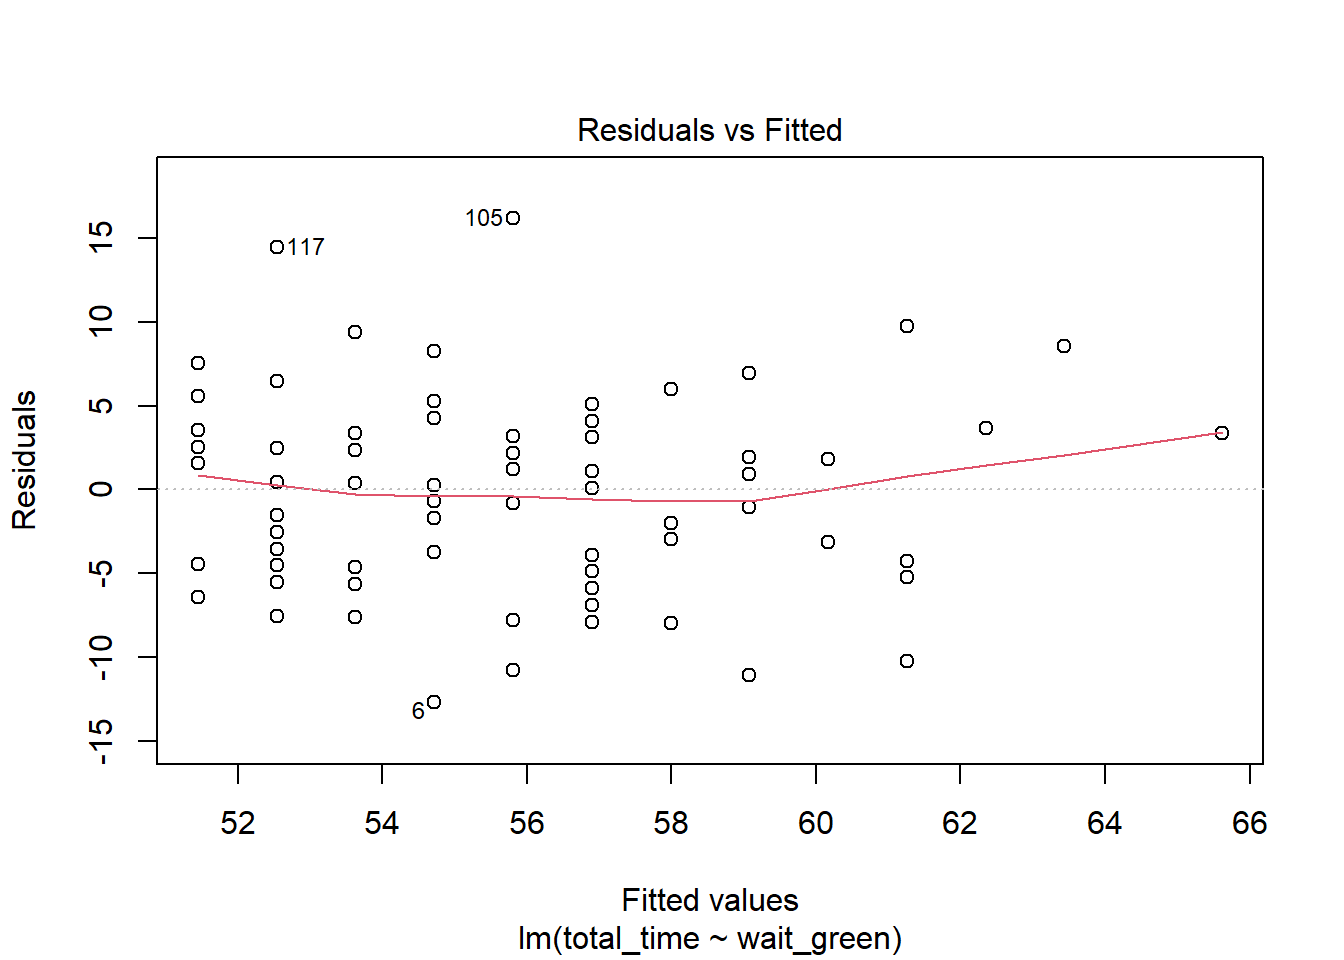 Residuals vs Fitted
Residuals
15
10
5
0
-5
-10
-15
105
117
6
52 54 56 58 60 62 64 66
Fitted values
lm(total_time ~ wait_green)